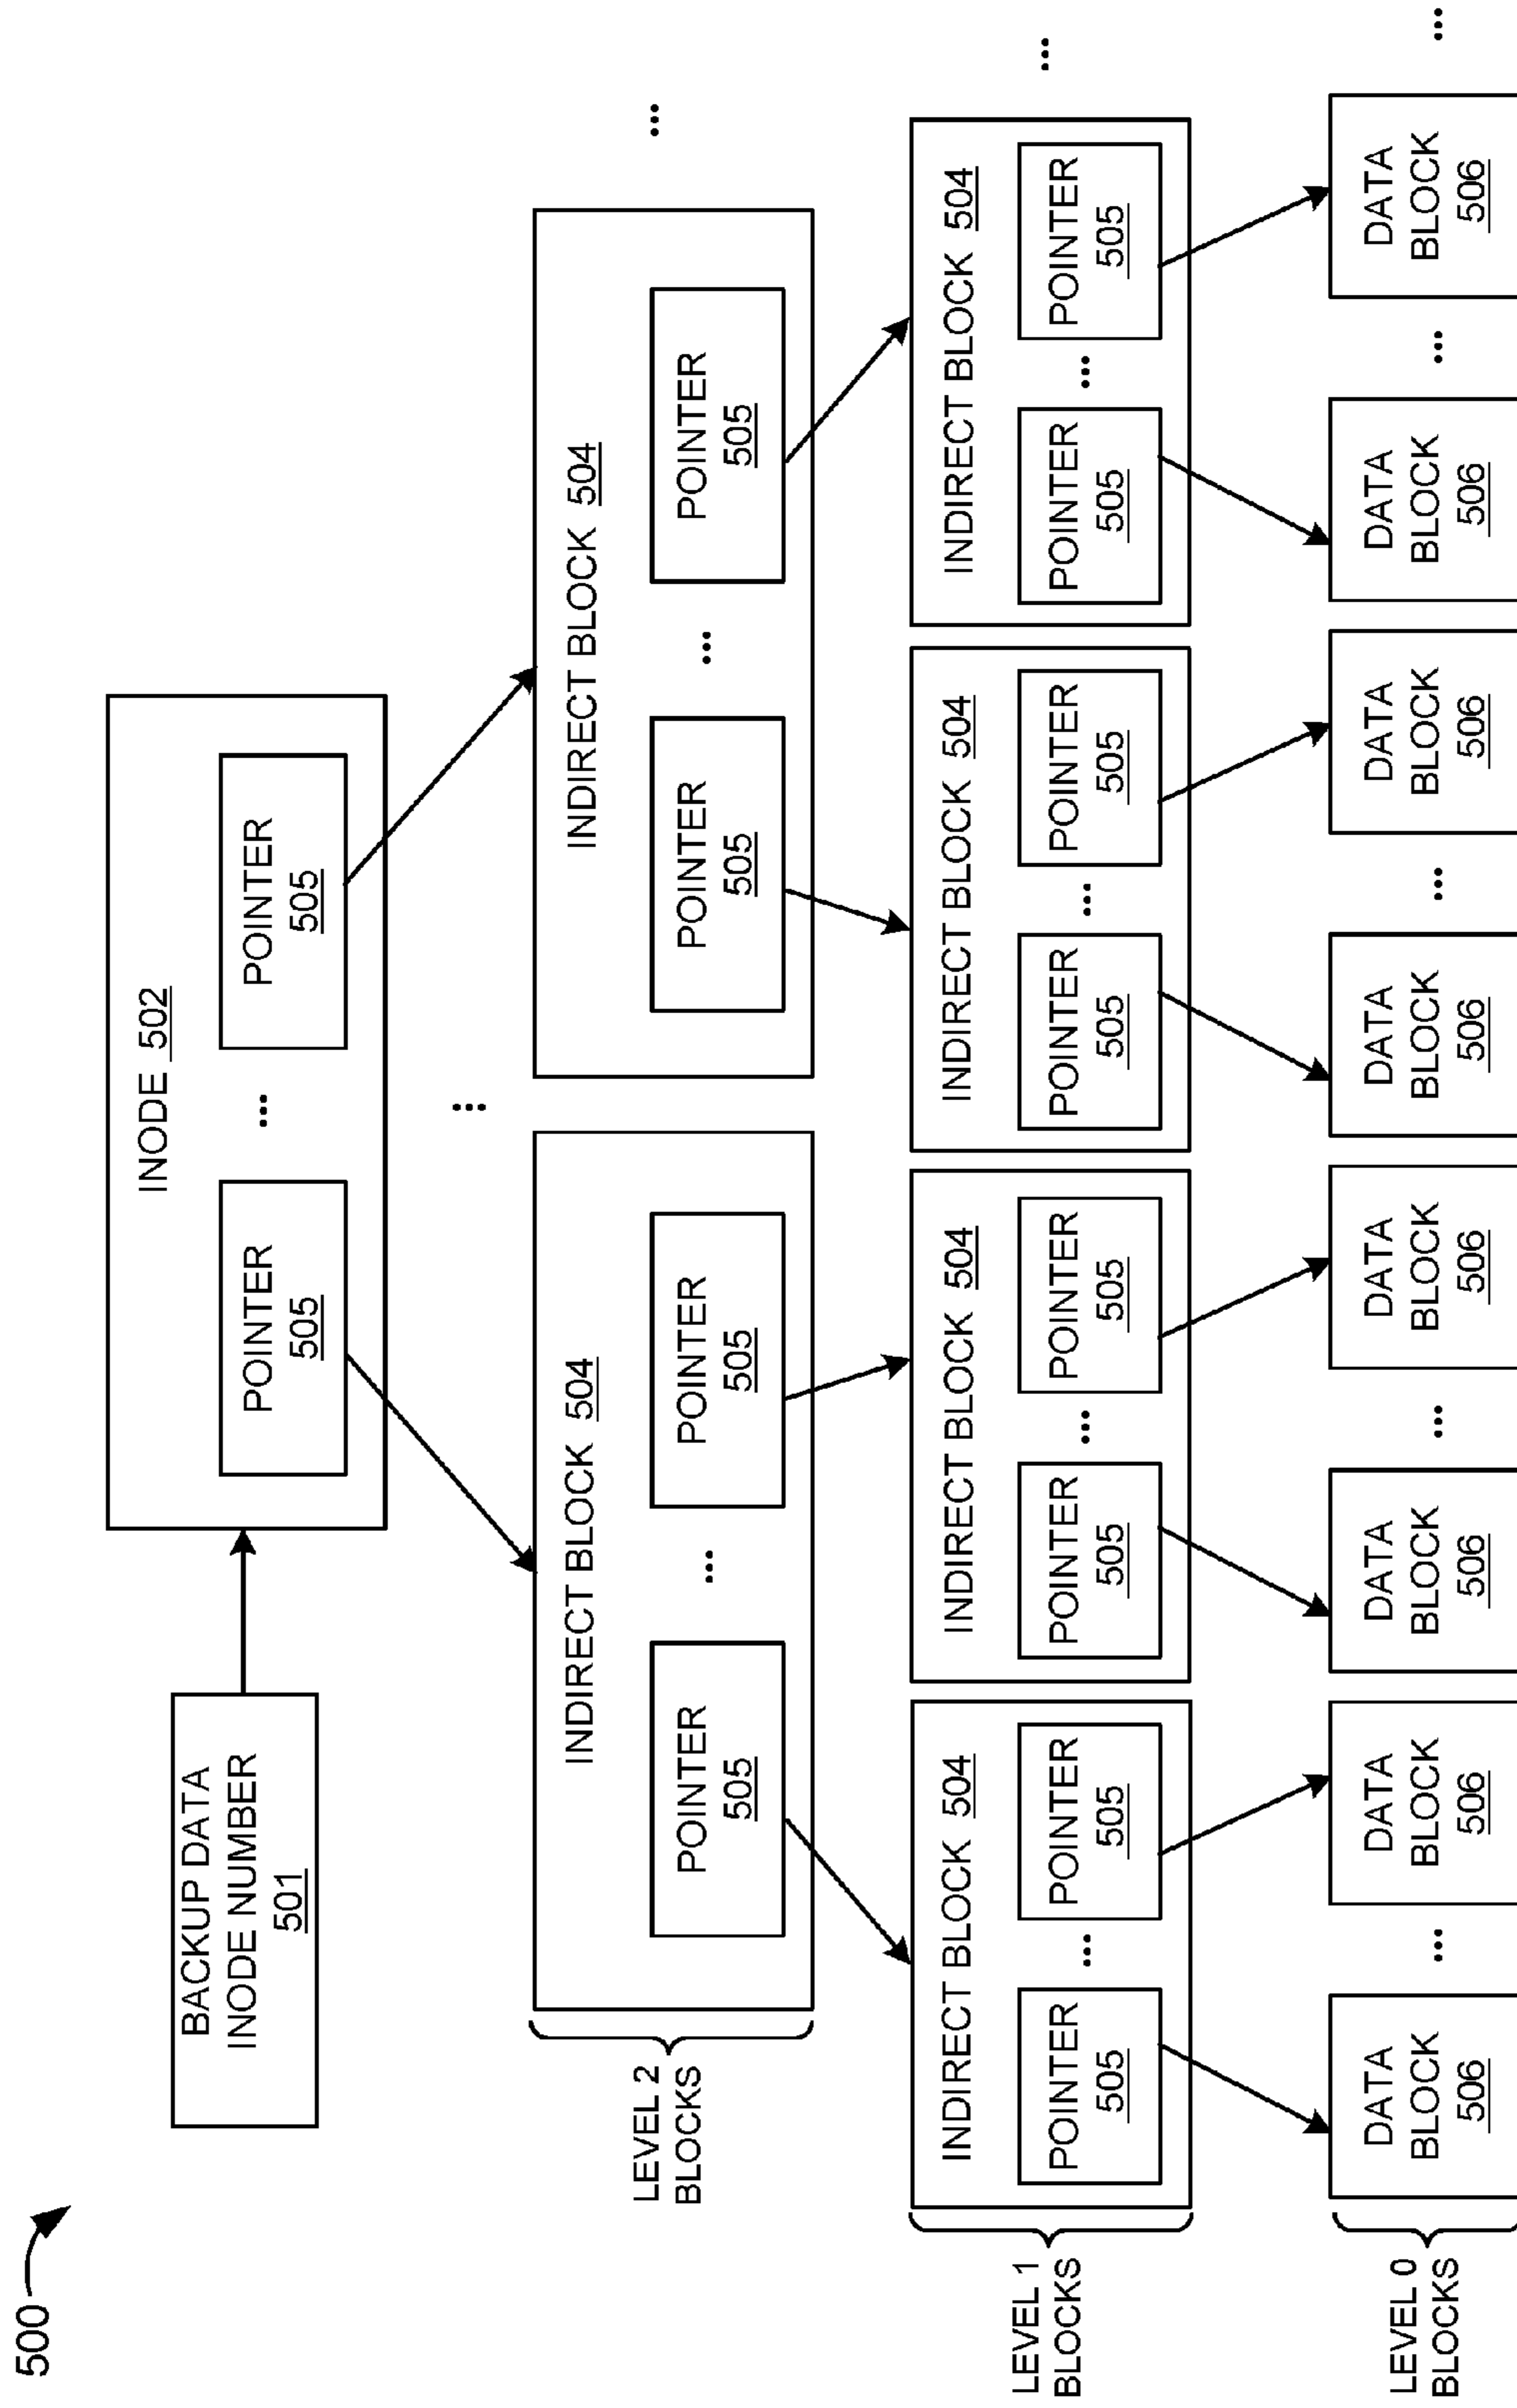 500
BACKUP DATA
INODE NUMBER
501
INODE 502
POINTER
505
...
POINTER
505
...
LEVEL 2
BLOCKS
INDIRECT BLOCK 504
POINTER
505
...
POINTER
505
INDIRECT BLOCK 504
POINTER
505
...
POINTER
505
...
LEVEL 1
BLOCKS
INDIRECT BLOCK 504
POINTER
505
...
POINTER
505
INDIRECT BLOCK 504
POINTER
505
...
POINTER
505
INDIRECT BLOCK 504
POINTER
505
...
POINTER
505
INDIRECT BLOCK 504
POINTER
505
...
POINTER
505
...
LEVEL 0
BLOCKS
DATA
BLOCK
506
...
DATA
BLOCK
506
DATA
BLOCK
506
...
DATA
BLOCK
506
DATA
BLOCK
506
...
DATA
BLOCK
506
DATA
BLOCK
506
...
DATA
BLOCK
506
...